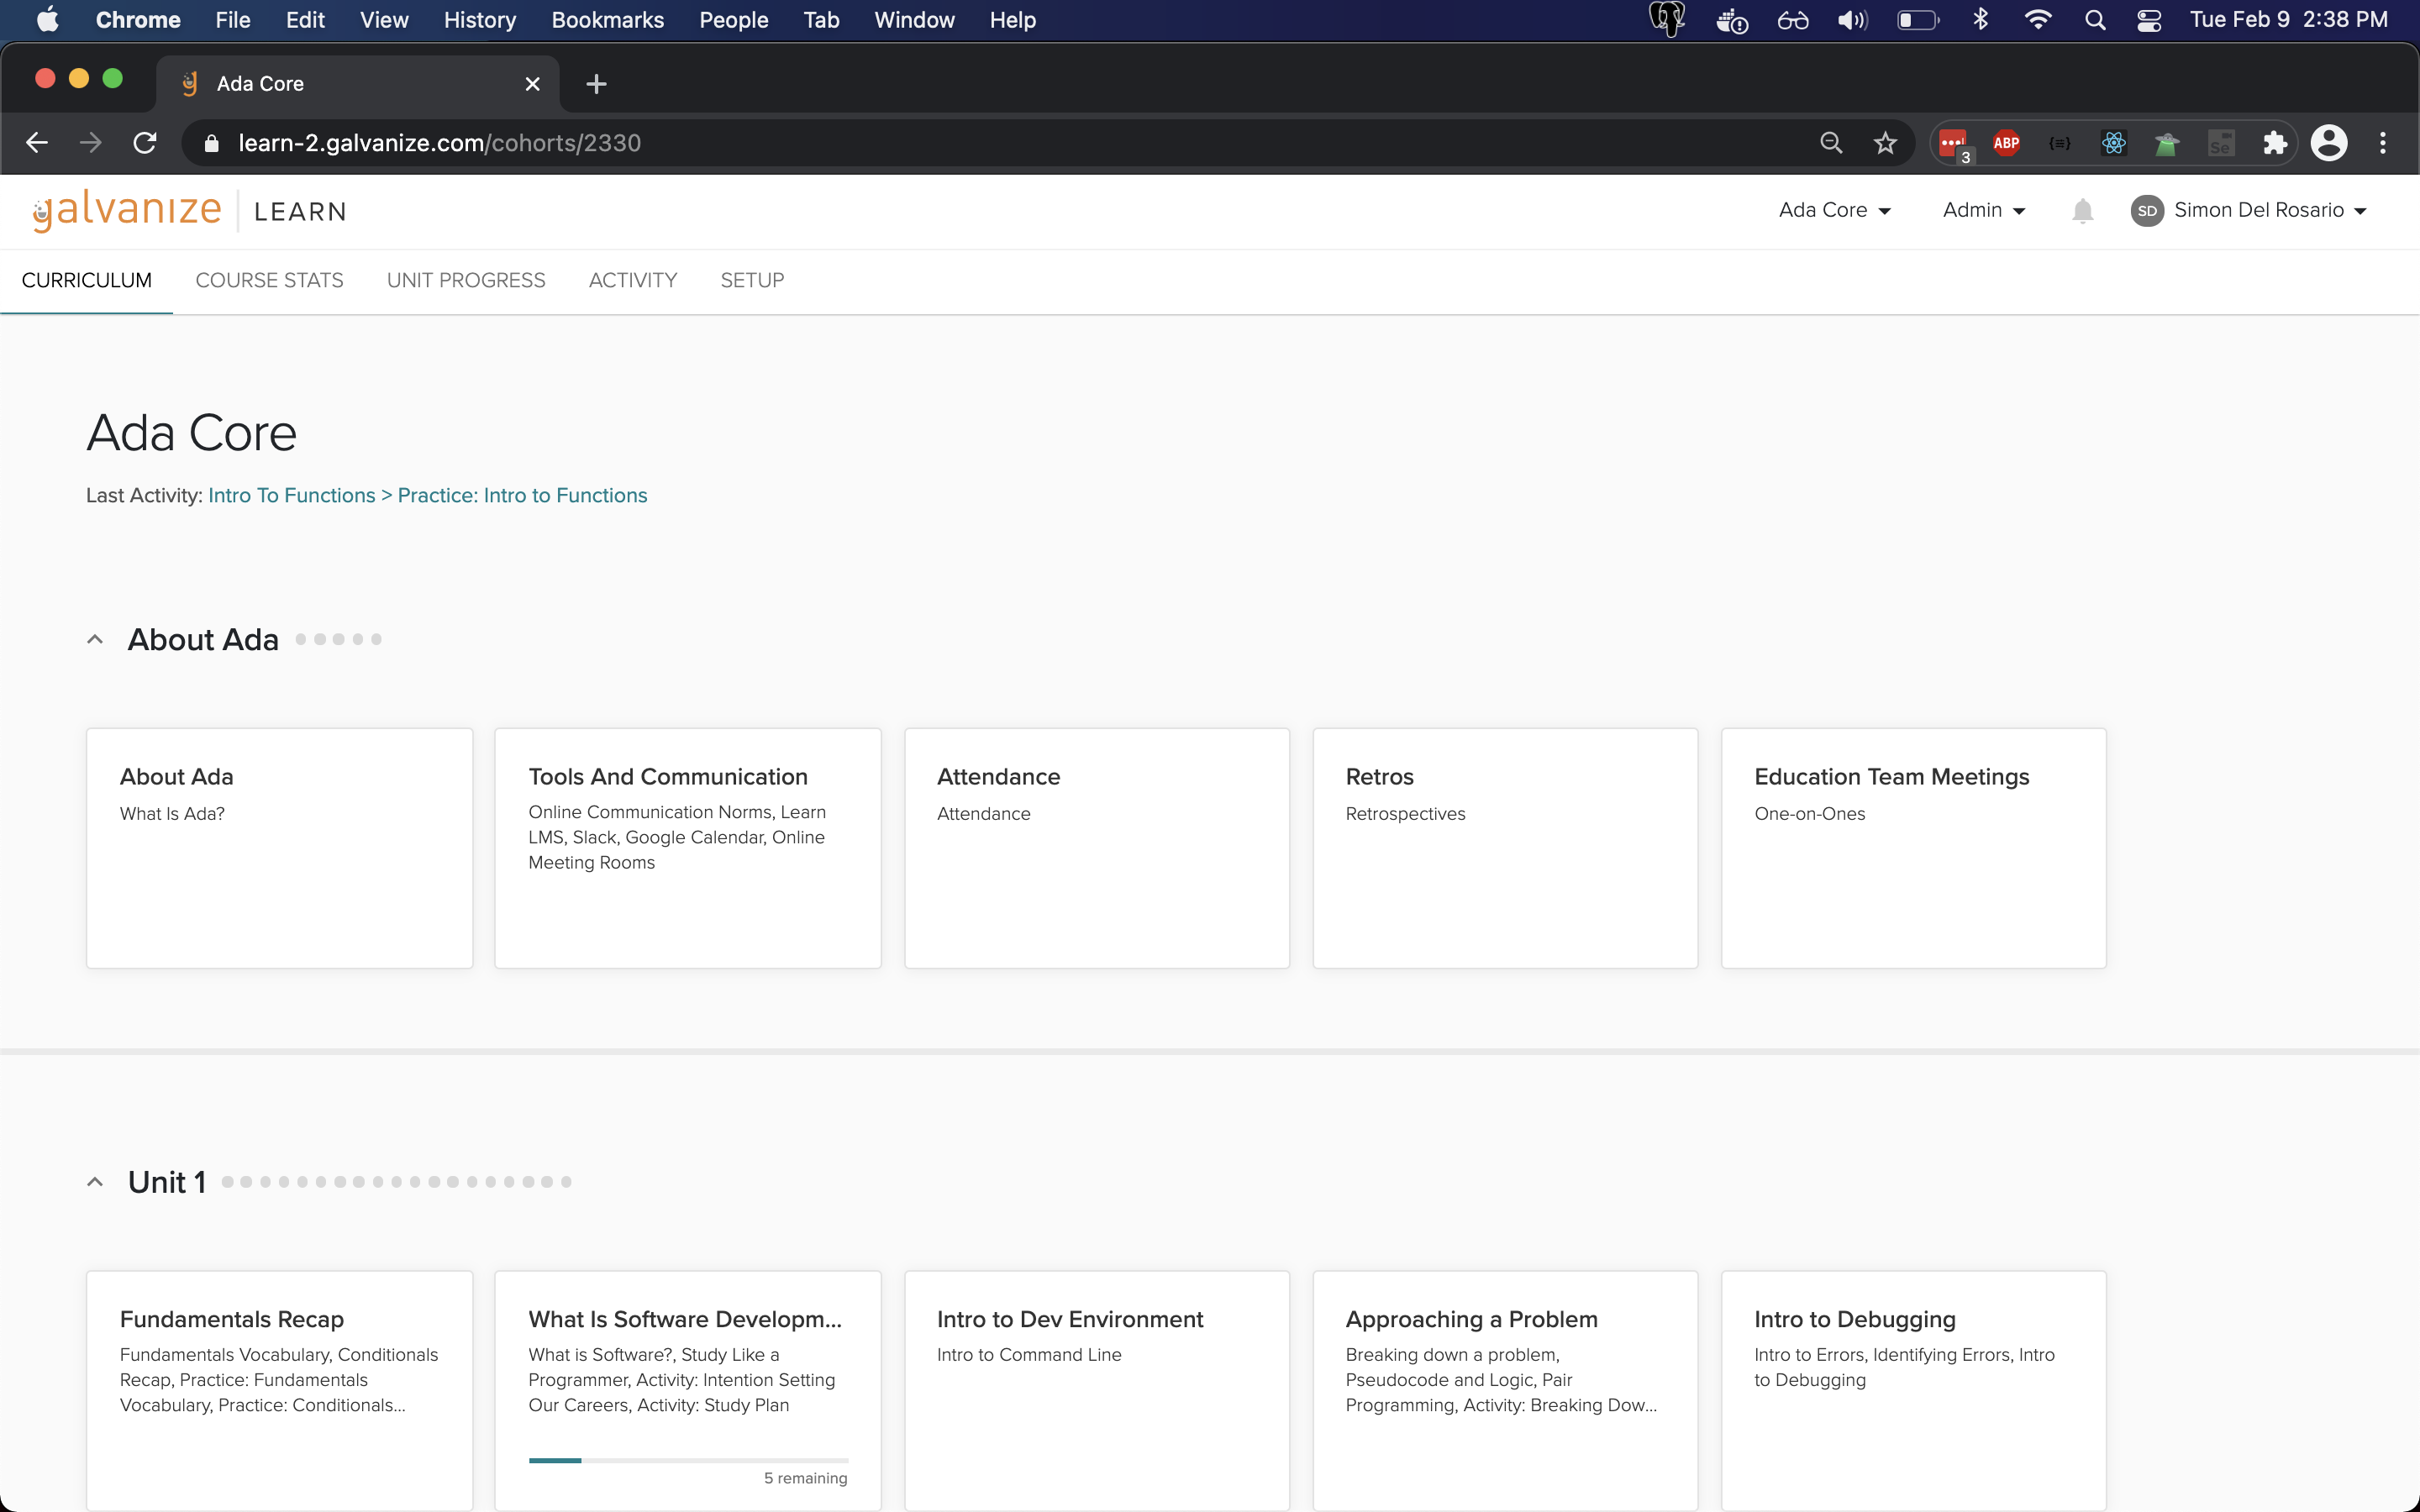 Chrome File Edit View History Bookmarks People Tab Window Help Tue Feb 9 2:38 PM
Ada Core
learn-2.galvanize.com/cohorts/2330 3 ABP Se
galvanize LEARN Ada Core Admin SD Simon Del Rosario
CURRICULUM COURSE STATS UNIT PROGRESS ACTIVITY SETUP
Ada Core
Last Activity: Intro To Functions > Practice: Intro to Functions
About Ada
About Ada
What Is Ada?
Tools And Communication
Online Communication Norms, Learn
LMS, Slack, Google Calendar, Online
Meeting Rooms
Attendance
Attendance
Retros
Retrospectives
Education Team Meetings
One-on-Ones
Unit 1
Fundamentals Recap
Fundamentals Vocabulary, Conditionals
Recap, Practice: Fundamentals
Vocabulary, Practice: Conditionals...
What Is Software Developm...
What is Software?, Study Like a
Programmer, Activity: Intention Setting
Our Careers, Activity: Study Plan
5 remaining
Intro to Dev Environment
Intro to Command Line
Approaching a Problem
Breaking down a problem,
Pseudocode and Logic, Pair
Programming, Activity: Breaking Dow...
Intro to Debugging
Intro to Errors, Identifying Errors, Intro
to Debugging